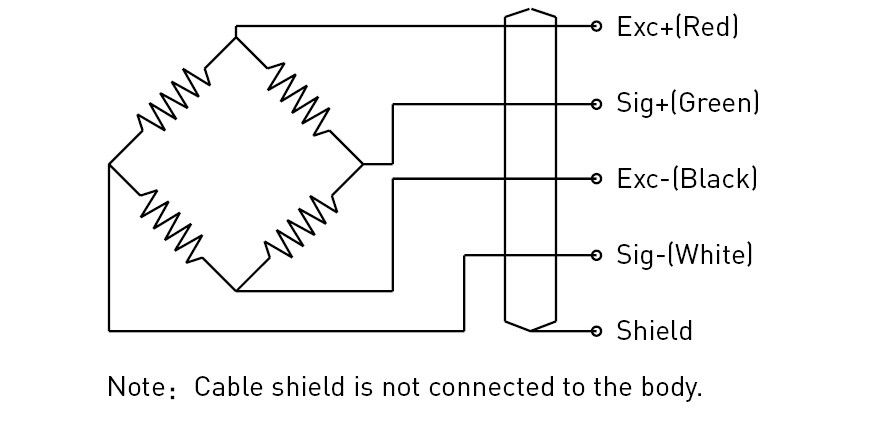 Exc+(Red)
Sig+(Green)
Exc-(Black)
Sig-(White)
Shield
Note：Cable shield is not connected to the body.